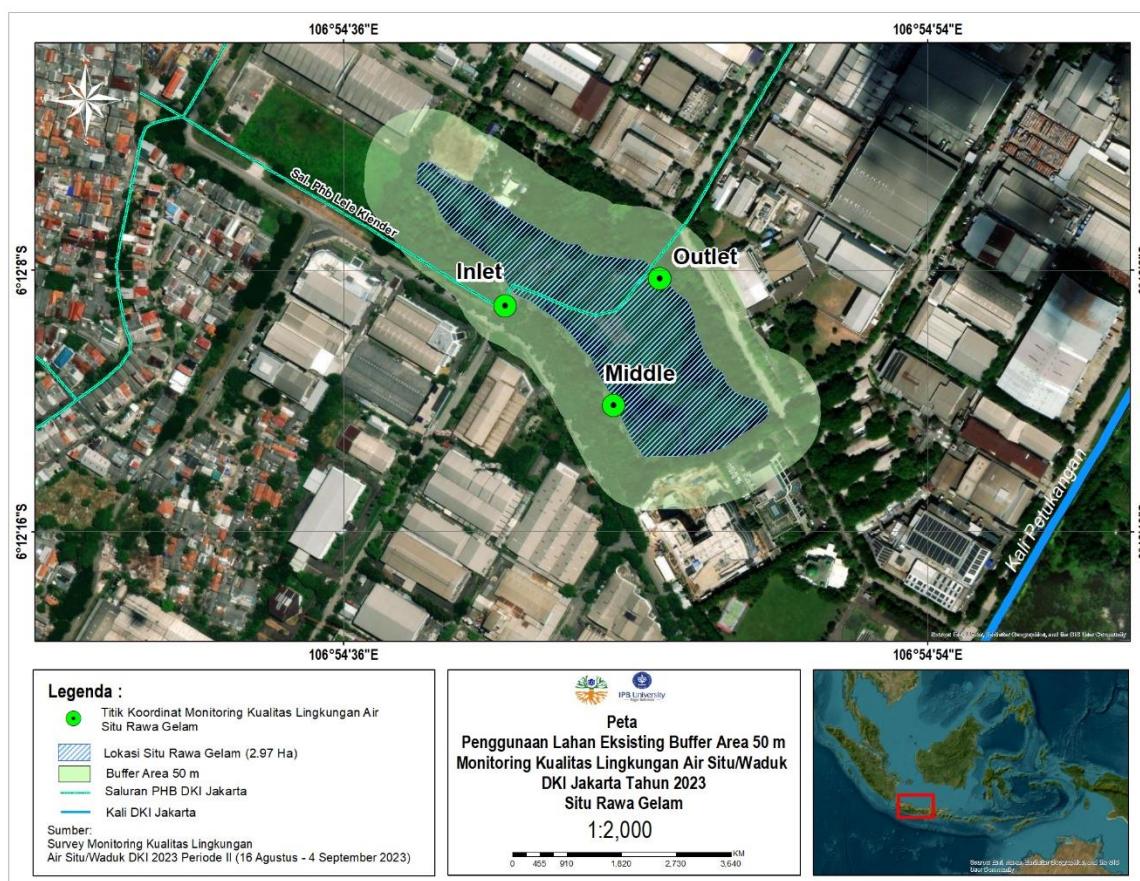 106°54'36"E
106°54'54"E
6°12'8"S
6°12'16"S
Sal. Phb Lele Klender
Inlet
Outlet
Middle
Kali Petukangan
106°54'36"E
106°54'54"E
Legenda :
Titik Koordinat Monitoring Kualitas Lingkungan Air
Situ Rawa Gelam
Lokasi Situ Rawa Gelam (2.97 Ha)
Buffer Area 50 m
Saluran PHB DKI Jakarta
Kali DKI Jakarta
Sumber:
Survey Monitoring Kualitas Lingkungan
Air Situ/Waduk DKI 2023 Periode II (16 Agustus - 4 September 2023)
IPB University
Peta
Penggunaan Lahan Eksisting Buffer Area 50 m
Monitoring Kualitas Lingkungan Air Situ/Waduk
DKI Jakarta Tahun 2023
Situ Rawa Gelam
1:2,000
KM
0 455 910 1,820 2,730 3,640